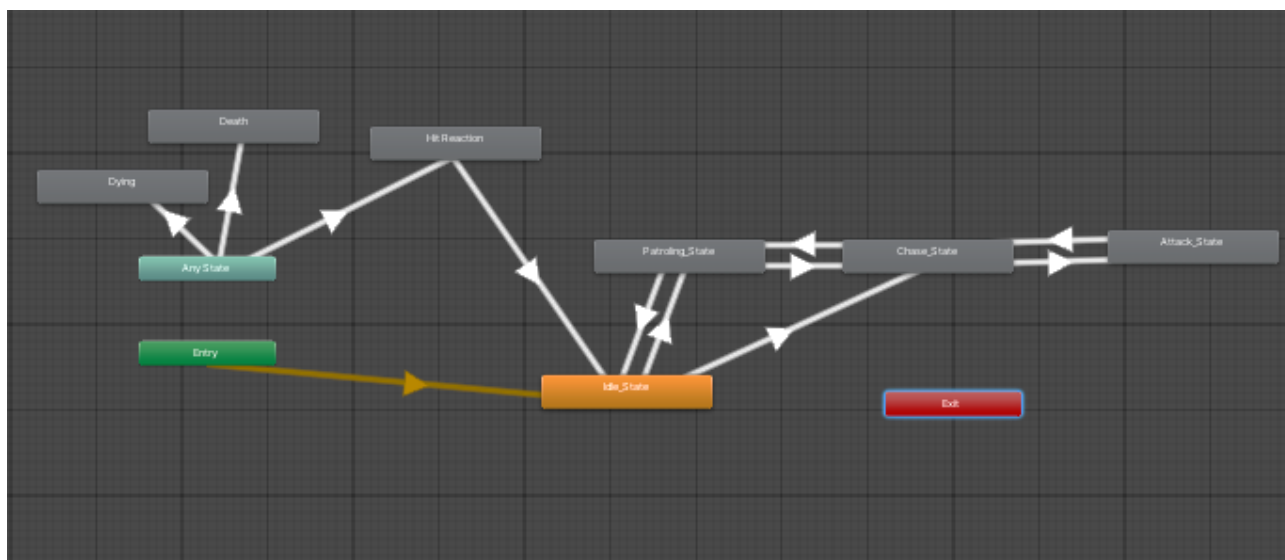 Death
Hit Reaction
Dying
Patroling_State
Chase_State
Attack_State
Any State
Entry
Idle_State
Exit